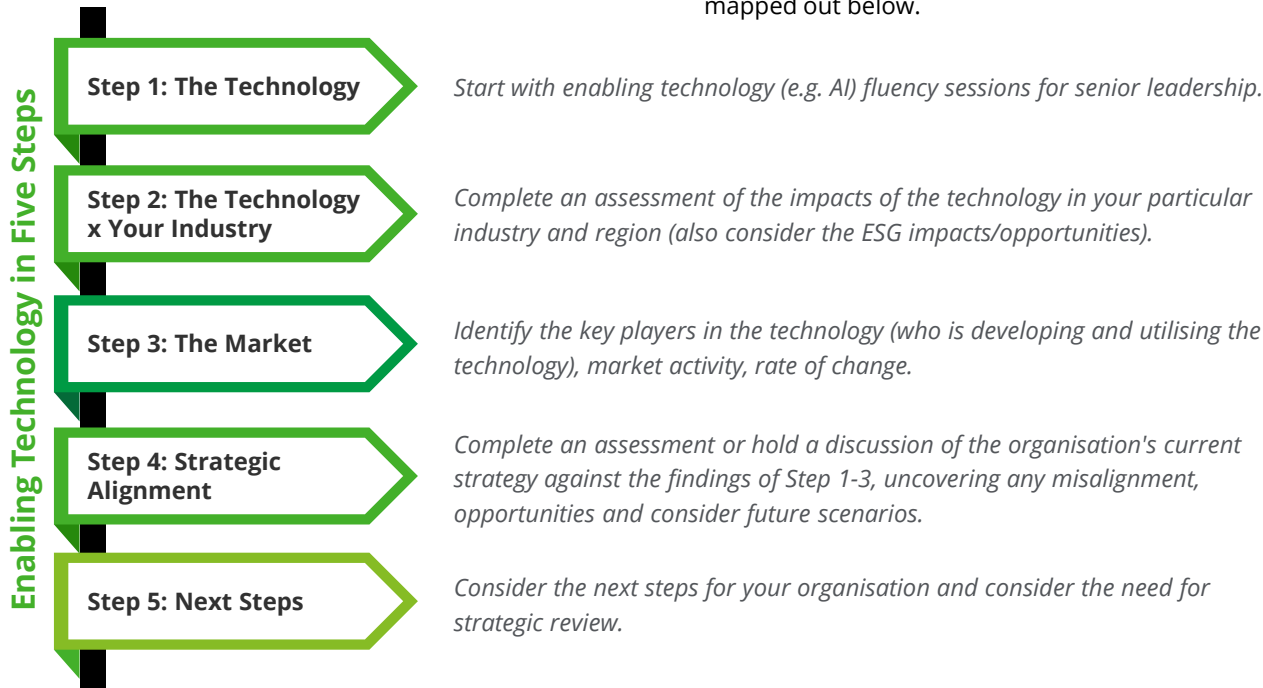 mapped out below.
Enabling Technology in Five Steps
Step 1: The Technology
Start with enabling technology (e.g. AI) fluency sessions for senior leadership.
Step 2: The Technology
x Your Industry
Complete an assessment of the impacts of the technology in your particular
industry and region (also consider the ESG impacts/opportunities).
Step 3: The Market
Identify the key players in the technology (who is developing and utilising the
technology), market activity, rate of change.
Step 4: Strategic
Alignment
Complete an assessment or hold a discussion of the organisation's current
strategy against the findings of Step 1-3, uncovering any misalignment,
opportunities and consider future scenarios.
Step 5: Next Steps
Consider the next steps for your organisation and consider the need for
strategic review.